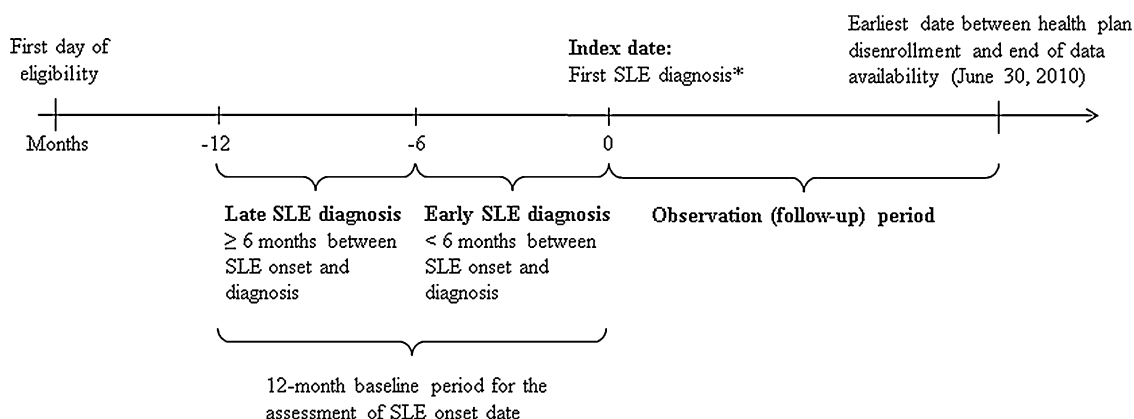 First day of
eligibility
Index date:
First SLE diagnosis*
Earliest date between health plan
disenrollment and end of data
availability (June 30, 2010)
Months
-12
-6
0
Late SLE diagnosis
≥ 6 months between
SLE onset and
diagnosis
Early SLE diagnosis
< 6 months between
SLE onset and
diagnosis
Observation (follow-up) period
12-month baseline period for the
assessment of SLE onset date